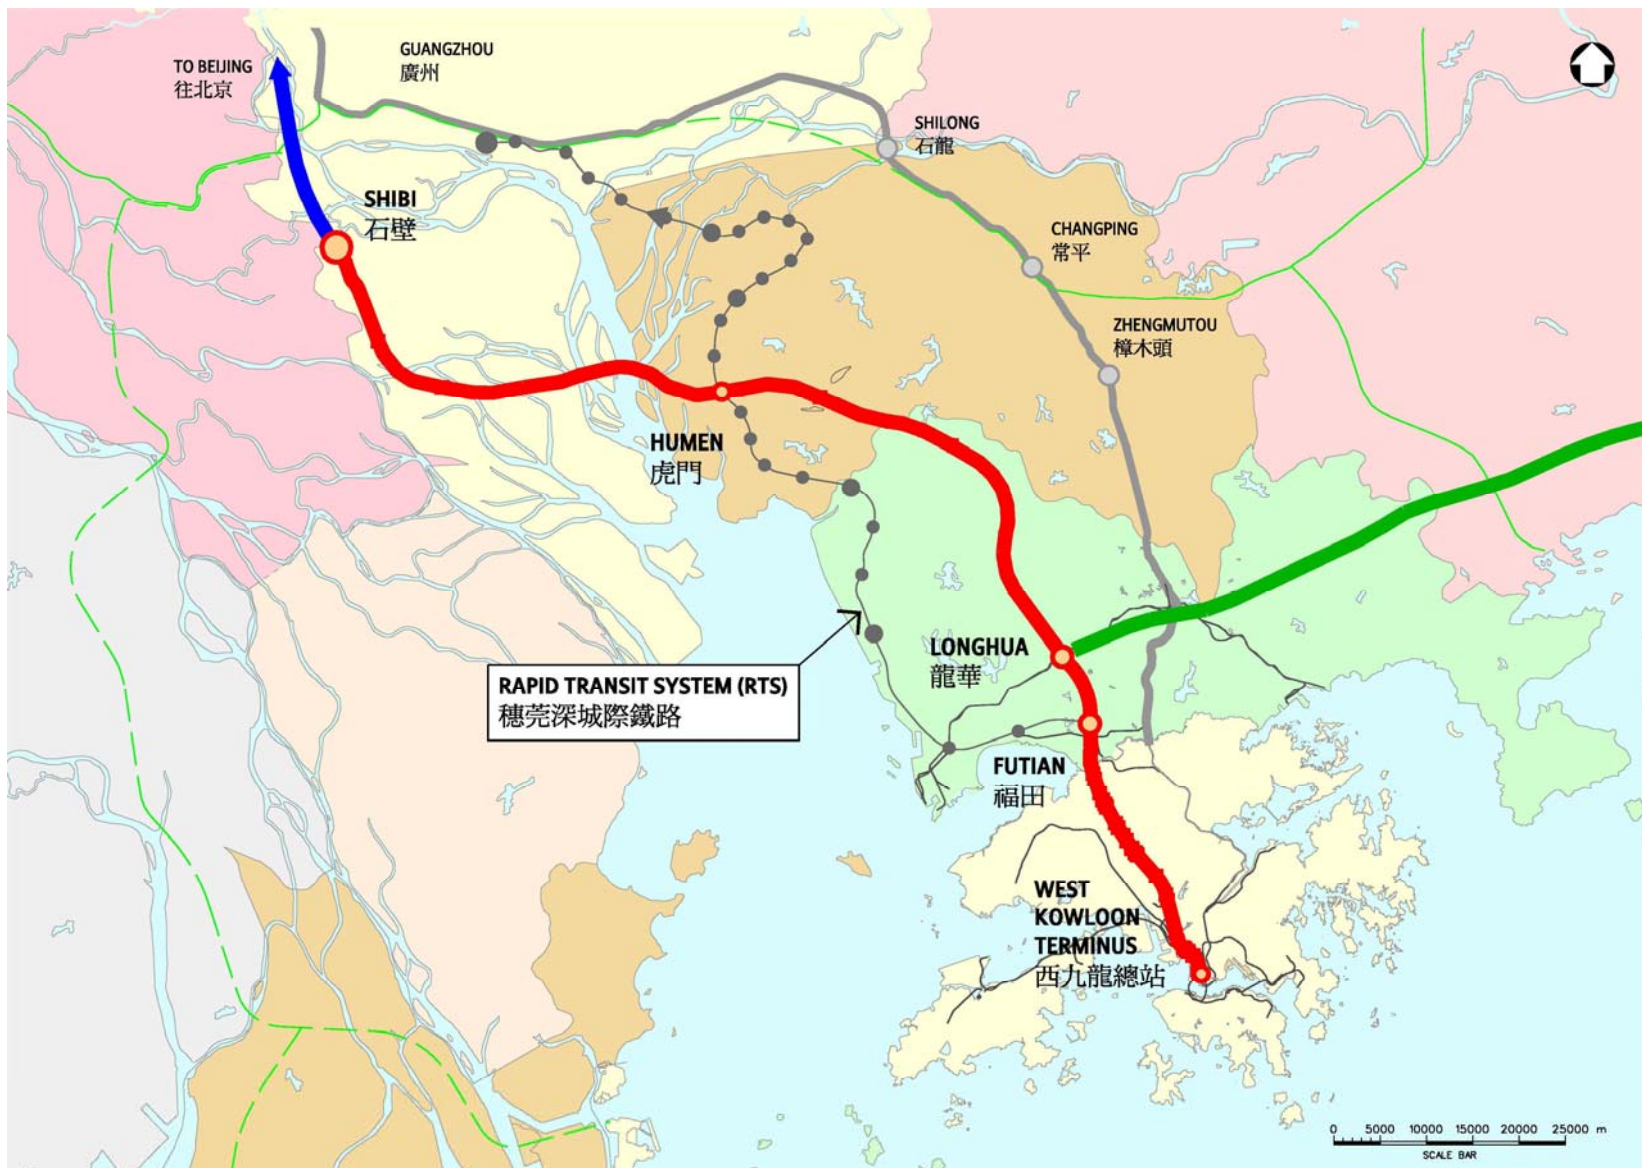 GUANGZHOU
廣州
TO BEIJING
往北京
SHILONG
石龍
SHIBI
石壁
CHANGPING
常平
ZHENGMUTOU
樟木頭
HUMEN
虎門
LONGHUA
龍華
RAPID TRANSIT SYSTEM (RTS)
穗莞深城際鐵路
FUTIAN
福田
WEST
KOWLOON
TERMINUS
西九龍總站
0 5000 10000 15000 20000 25000 m
SCALE BAR